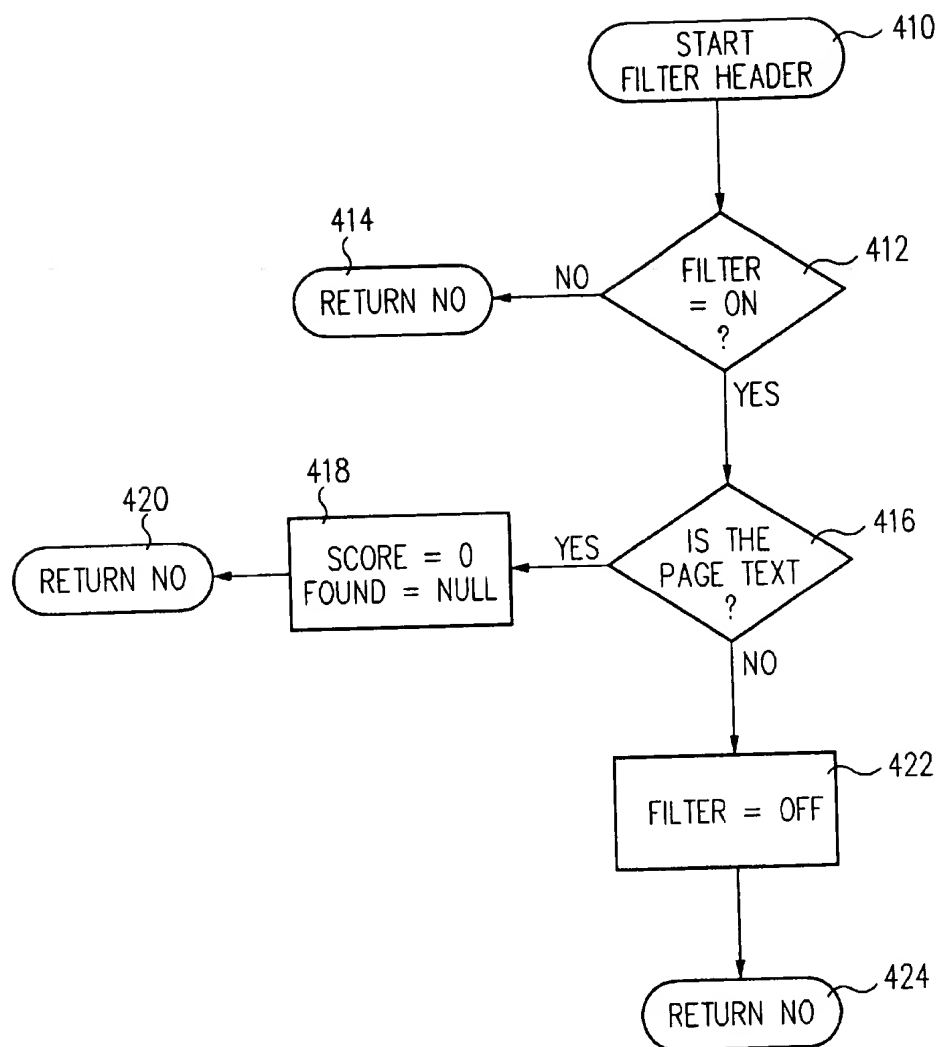 410
START
FILTER HEADER
414
412
FILTER
= ON
?
NO
RETURN NO
YES
418
420
416
IS THE
PAGE TEXT
?
YES
SCORE = 0
FOUND = NULL
RETURN NO
NO
422
FILTER = OFF
424
RETURN NO